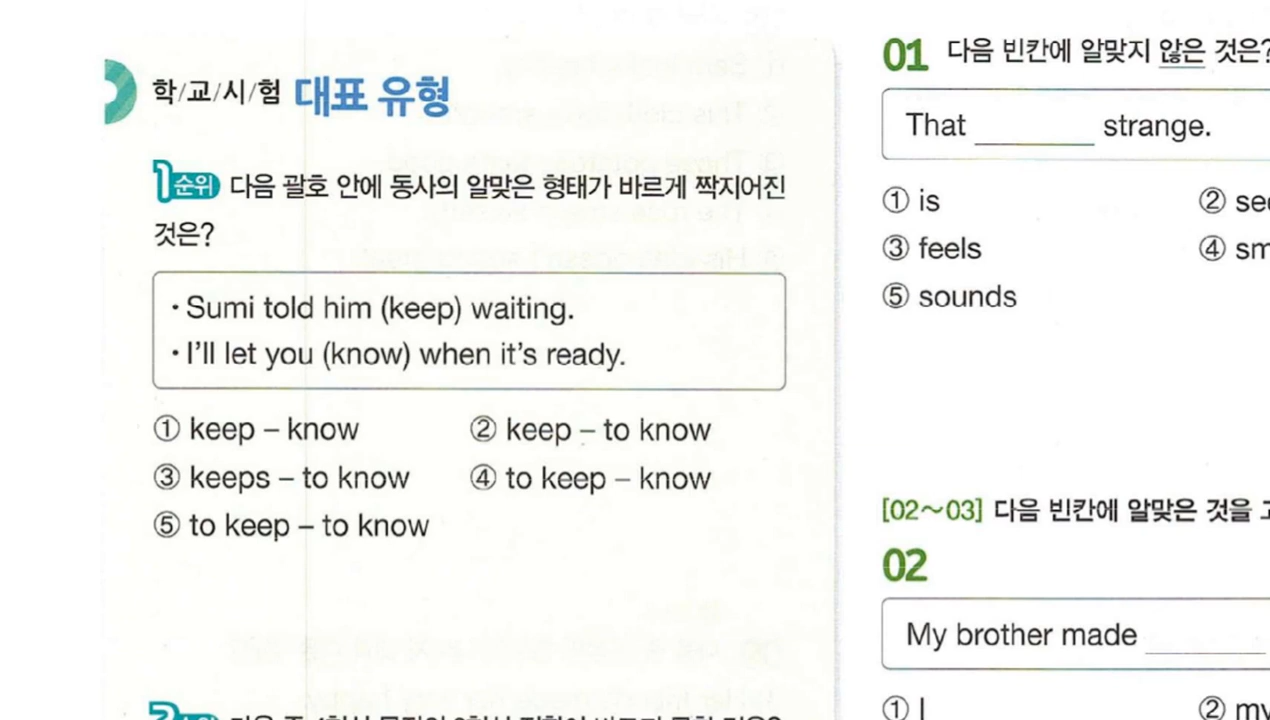 학/교/시/험 대표 유형
1순위 다음 괄호 안에 동사의 알맞은 형태가 바르게 짝지어진
것은?
· Sumi told him (keep) waiting.
· I'll let you (know) when it's ready.
① keep – know ② keep – to know
③ keeps – to know ④ to keep – know
⑤ to keep – to know
01 다음 빈칸에 알맞지 않은 것은?
That ________ strange.
① is ②
③ feels ④
⑤ sounds
[02~03] 다음 빈칸에 알맞은 것을
02
My brother made ________
① I ② my